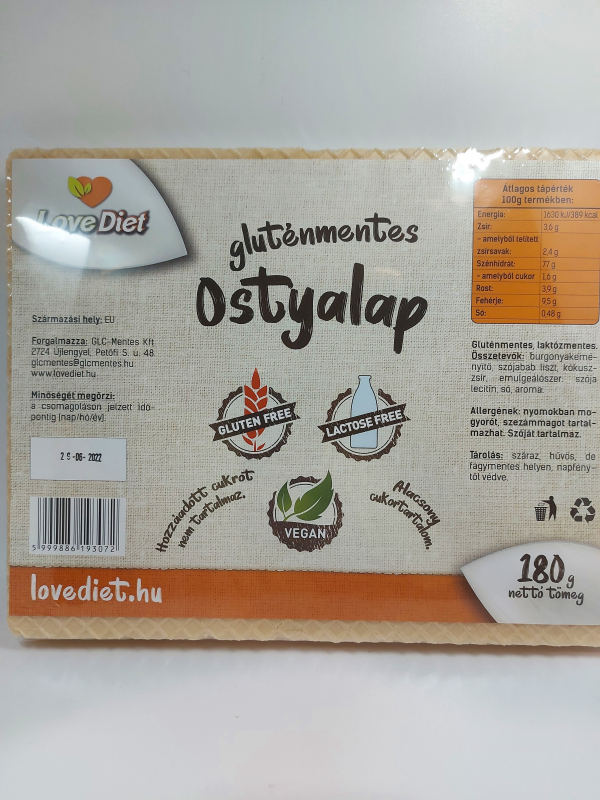 LoveDiet
gluténmentes
Ostyalap
Származási hely: EU
Forgalmazza: GLC-Mentes Kft
2724 Újlengyel, Petőfi S. u. 48.
glcmentes@glcmentes.hu
www.lovediet.hu
Minőségét megőrzi:
a csomagoláson jelzett idő-
pontig (nap/hó/év).
-06-2022
5 999886 193072
GLUTEN FREE
LACTOSE FREE
VEGAN
Hozzáadott cukrot
nem tartalmaz.
Alacsony
cukortartalom.
Átlagos tápérték
100g termékben:
Energia: 1630 kJ/389 kcal
Zsír: 3,6 g
- amelyből telített
zsírsavak: 2,4 g
Szénhidrát: 77 g
- amelyből cukor 1,6 g
Rost: 3,9 g
Fehérje: 9,5 g
Só: 0,48 g
Gluténmentes, laktózmentes.
Összetevők: burgonyakemé-
nyítő, szójabab liszt, kókusz-
zsír, emulgeálószer: szója
lecitin, só, aroma.
Allergének: nyomokban mo-
gyorót, szezámmagot tartal-
mazhat. Szóját tartalmaz.
Tárolás: száraz, hűvös, de
fagymentes helyen, napfény-
től védve.
lovediet.hu
180 g
nettó tömeg